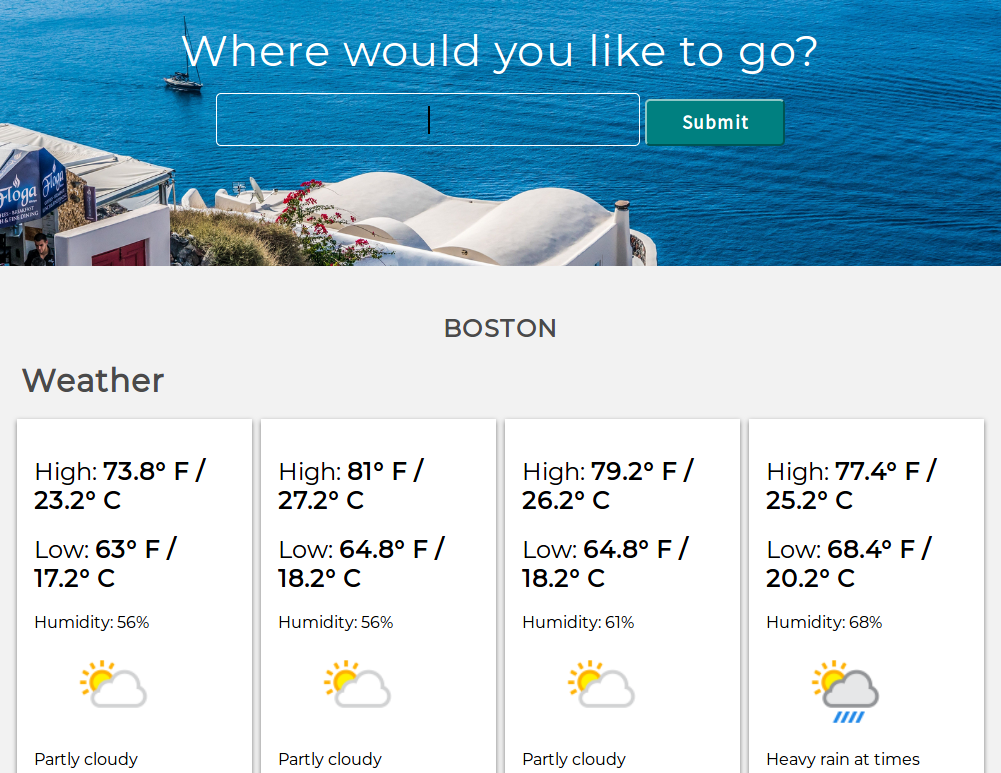 Where would you like to go?
Submit
Floga
Floga
BOSTON
Weather
High: 73.8° F /
23.2° C
Low: 63° F /
17.2° C
Humidity: 56%
Partly cloudy
High: 81° F /
27.2° C
Low: 64.8° F /
18.2° C
Humidity: 56%
Partly cloudy
High: 79.2° F /
26.2° C
Low: 64.8° F /
18.2° C
Humidity: 61%
Partly cloudy
High: 77.4° F /
25.2° C
Low: 68.4° F /
20.2° C
Humidity: 68%
Heavy rain at times